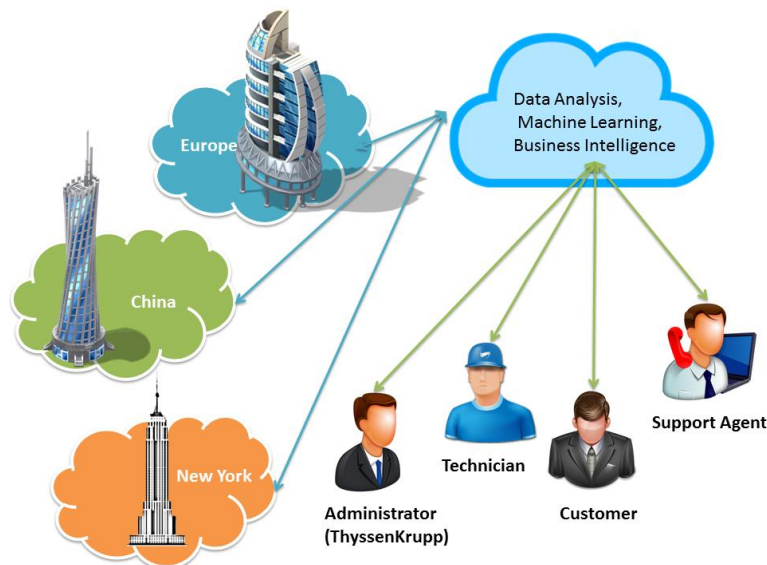 Data Analysis,
Machine Learning,
Business Intelligence
Europe
China
New York
Support Agent
Technician
Administrator
(ThyssenKrupp)
Customer